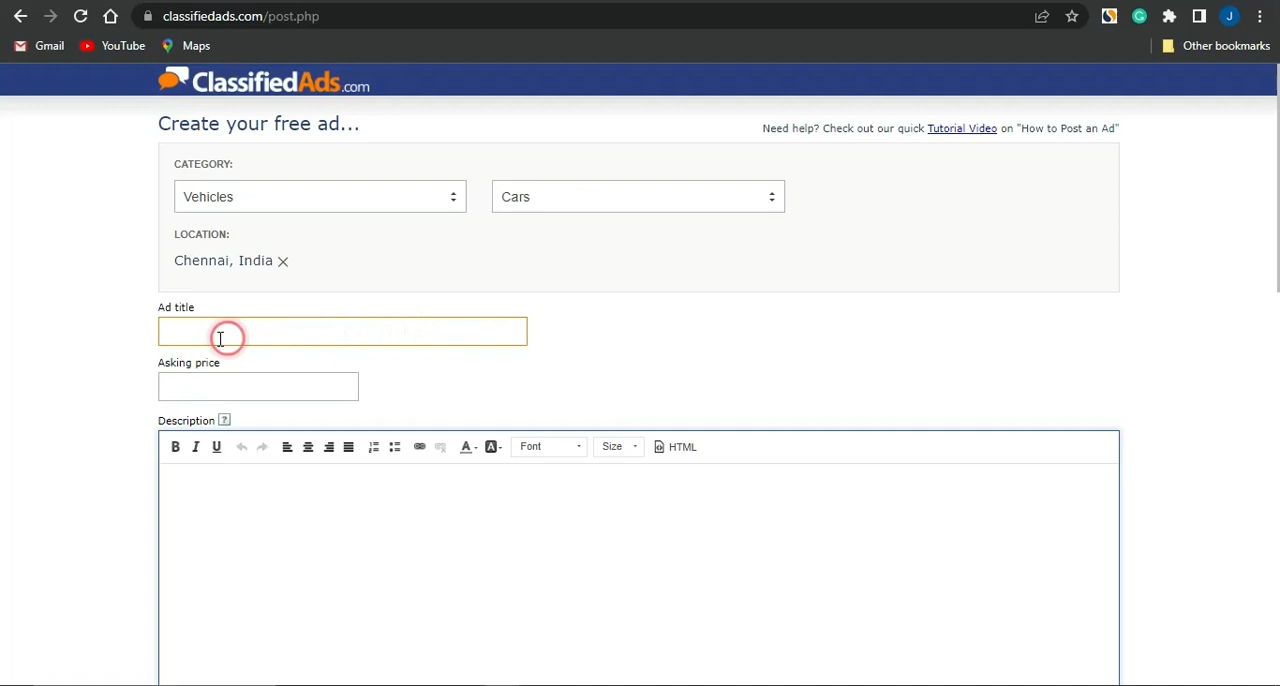 classifiedads.com/post.php
J
Gmail YouTube Maps Other bookmarks
ClassifiedAds.com
Create your free ad...
Need help? Check out our quick Tutorial Video on "How to Post an Ad"
CATEGORY:
Vehicles Cars
LOCATION:
Chennai, India
Ad title
Asking price
Description ?
B I U A A Font Size HTML